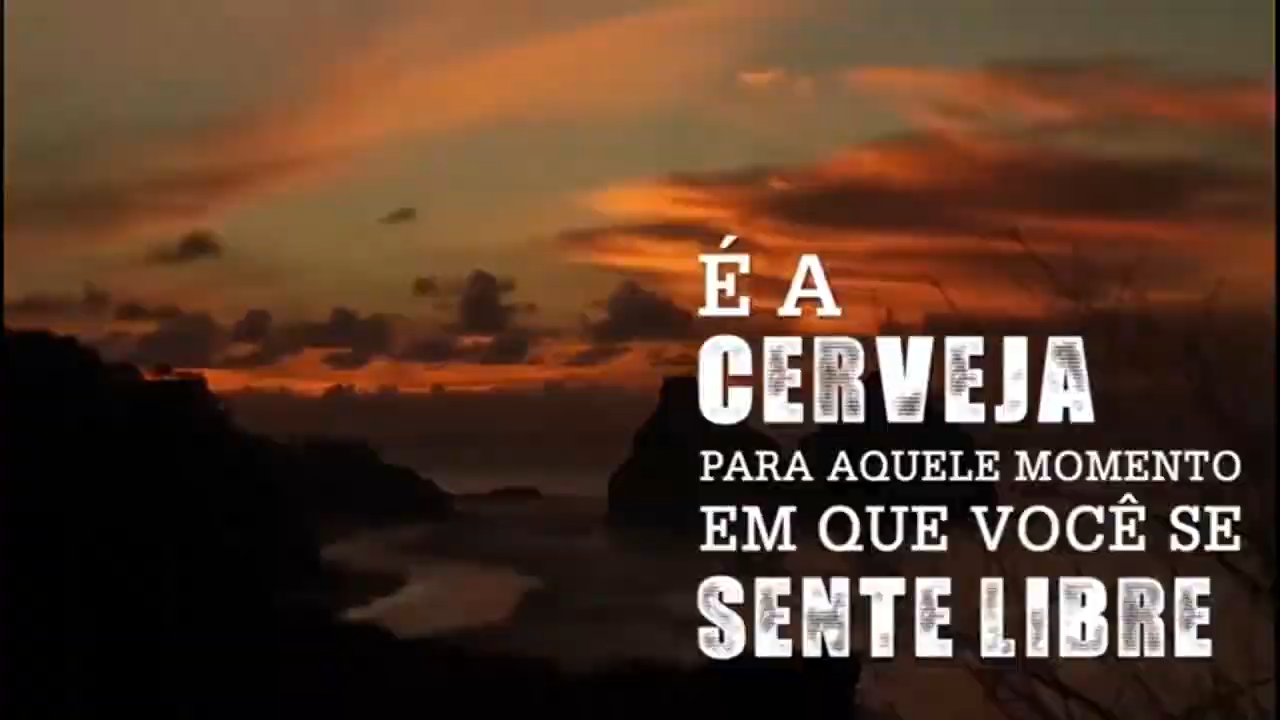 É A
CERVEJA
PARA AQUELE MOMENTO
EM QUE VOCÊ SE
SENTE LIBRE